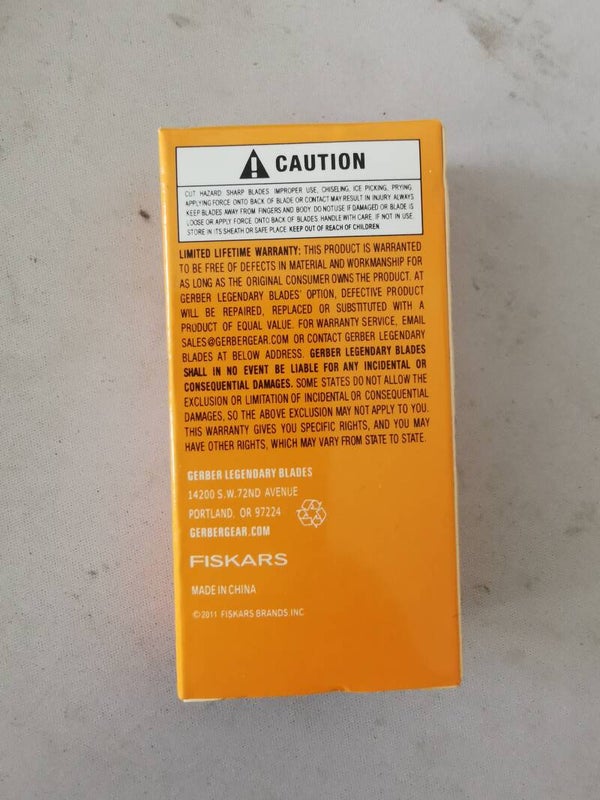 CAUTION
CUT HAZARD SHARP BLADES IMPROPER USE, CHISELING, ICE PICKING, PRYING
APPLYING FORCE ONTO BACK OF BLADE OR CONTACT MAY RESULT IN INJURY. ALWAYS
KEEP BLADES AWAY FROM FINGERS AND BODY. DO NOT USE IF DAMAGED OR BLADE IS
LOOSE OR APPLY FORCE ONTO BACK OF BLADES. HANDLE WITH CARE. IF NOT IN USE
STORE IN ITS SHEATH OR SAFE PLACE. KEEP OUT OF REACH OF CHILDREN.
LIMITED LIFETIME WARRANTY: THIS PRODUCT IS WARRANTED
TO BE FREE OF DEFECTS IN MATERIAL AND WORKMANSHIP FOR
AS LONG AS THE ORIGINAL CONSUMER OWNS THE PRODUCT. AT
GERBER LEGENDARY BLADES' OPTION, DEFECTIVE PRODUCT
WILL BE REPAIRED, REPLACED OR SUBSTITUTED WITH A
PRODUCT OF EQUAL VALUE. FOR WARRANTY SERVICE, EMAIL
SALES@GERBERGEAR.COM OR CONTACT GERBER LEGENDARY
BLADES AT BELOW ADDRESS. GERBER LEGENDARY BLADES
SHALL IN NO EVENT BE LIABLE FOR ANY INCIDENTAL OR
CONSEQUENTIAL DAMAGES. SOME STATES DO NOT ALLOW THE
EXCLUSION OR LIMITATION OF INCIDENTAL OR CONSEQUENTIAL
DAMAGES, SO THE ABOVE EXCLUSION MAY NOT APPLY TO YOU.
THIS WARRANTY GIVES YOU SPECIFIC RIGHTS, AND YOU MAY
HAVE OTHER RIGHTS, WHICH MAY VARY FROM STATE TO STATE.
GERBER LEGENDARY BLADES
14200 S.W. 72ND AVENUE
PORTLAND, OR 97224
GERBERGEAR.COM
FISKARS
MADE IN CHINA
©2011 FISKARS BRANDS, INC